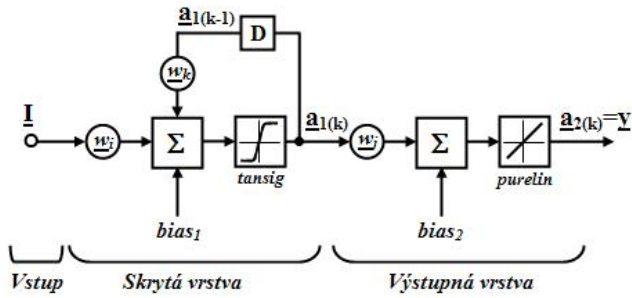 a1(k-1)
D
wk
I
wi
Σ
tansig
a1(k)
wj
Σ
purelin
a2(k)=y
bias1
bias2
Vstup
Skrytá vrstva
Výstupná vrstva